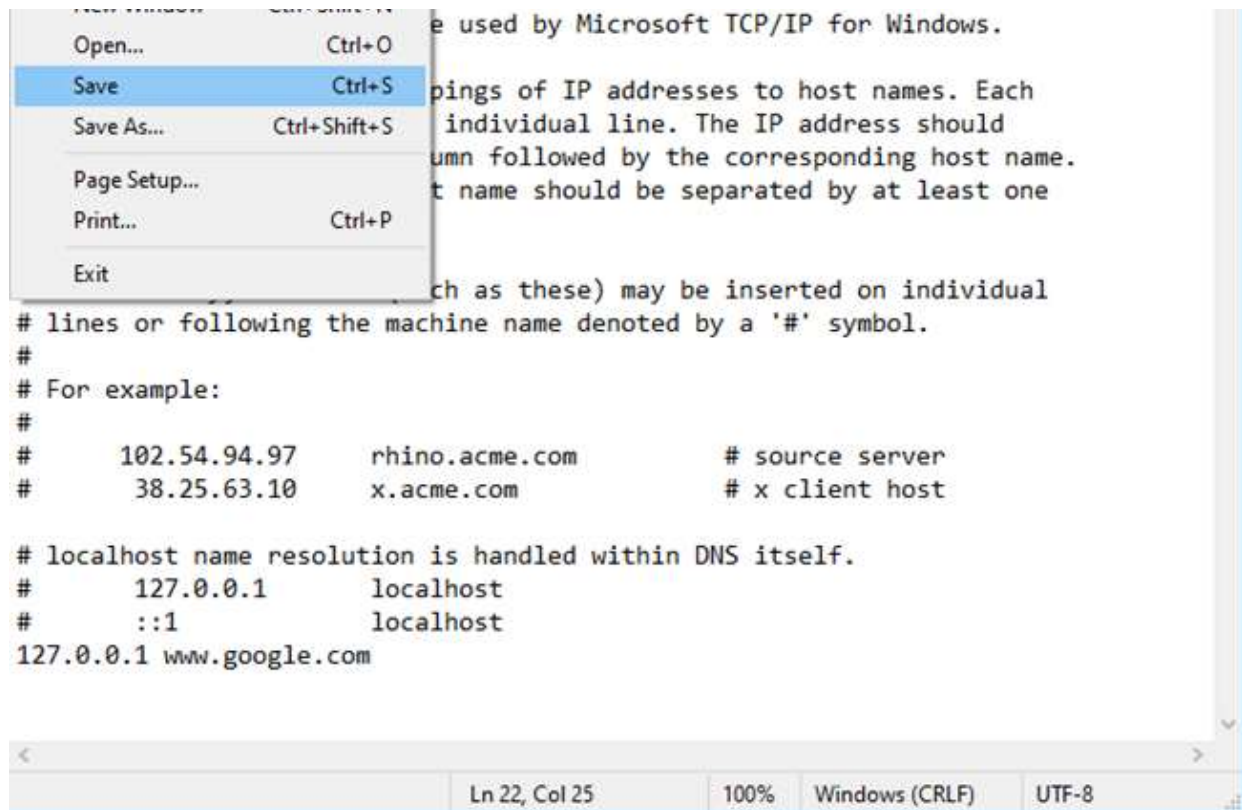 New Window Ctrl+Shift+N
Open... Ctrl+O
Save Ctrl+S
Save As... Ctrl+Shift+S
Page Setup...
Print... Ctrl+P
Exit
e used by Microsoft TCP/IP for Windows.
pings of IP addresses to host names. Each
individual line. The IP address should
umn followed by the corresponding host name.
t name should be separated by at least one
ch as these) may be inserted on individual
# lines or following the machine name denoted by a '#' symbol.
#
# For example:
#
# 102.54.94.97 rhino.acme.com # source server
# 38.25.63.10 x.acme.com # x client host
# localhost name resolution is handled within DNS itself.
# 127.0.0.1 localhost
# ::1 localhost
127.0.0.1 www.google.com
Ln 22, Col 25 100% Windows (CRLF) UTF-8